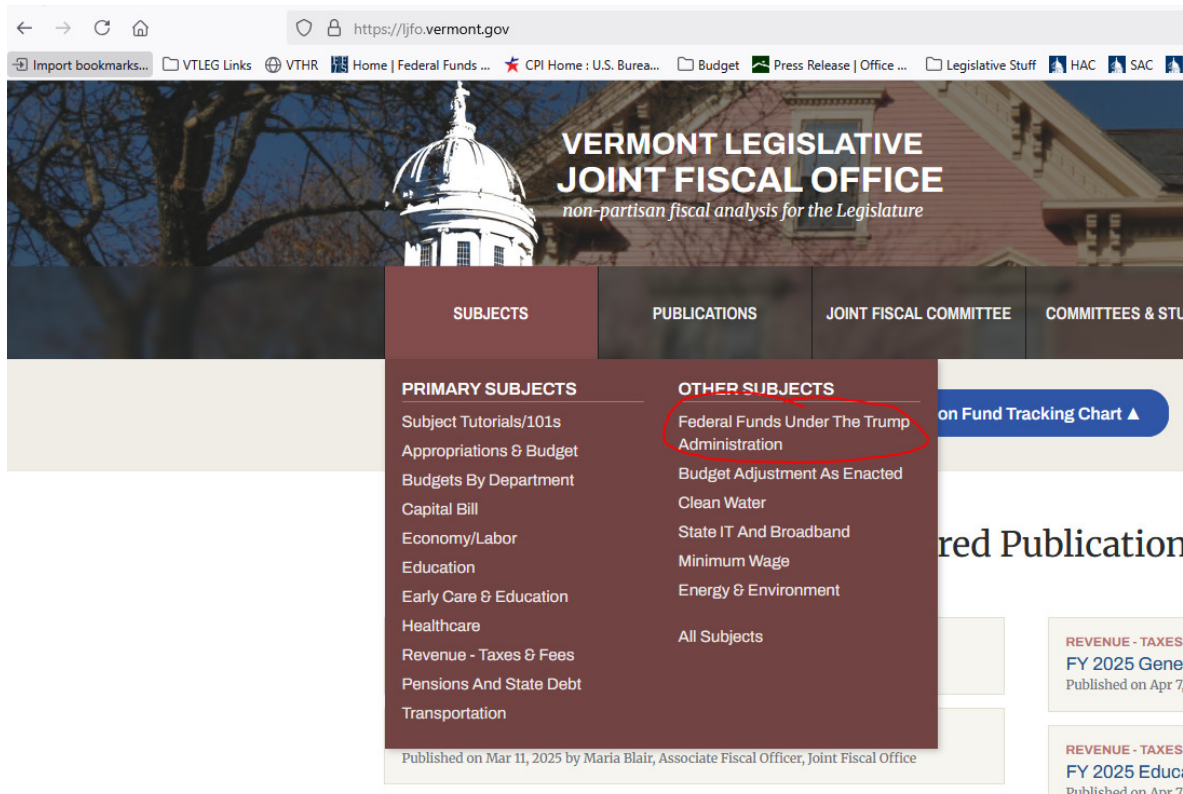 https://ljfo.vermont.gov
Import bookmarks... VTLEG Links VTHR Home | Federal Funds ... CPI Home : U.S. Burea... Budget Press Release | Office ... Legislative Stuff HAC SAC
VERMONT LEGISLATIVE
JOINT FISCAL OFFICE
non-partisan fiscal analysis for the Legislature
SUBJECTS PUBLICATIONS JOINT FISCAL COMMITTEE COMMITTEES & STU
PRIMARY SUBJECTS
Subject Tutorials/101s
Appropriations & Budget
Budgets By Department
Capital Bill
Economy/Labor
Education
Early Care & Education
Healthcare
Revenue - Taxes & Fees
Pensions And State Debt
Transportation
OTHER SUBJECTS
Federal Funds Under The Trump
Administration
Budget Adjustment As Enacted
Clean Water
State IT And Broadband
Minimum Wage
Energy & Environment
All Subjects
on Fund Tracking Chart ▲
red Publication
Published on Mar 11, 2025 by Maria Blair, Associate Fiscal Officer, Joint Fiscal Office
REVENUE - TAXES
FY 2025 Gene
Published on Apr 7,
REVENUE - TAXES
FY 2025 Educa
Published on Apr 7